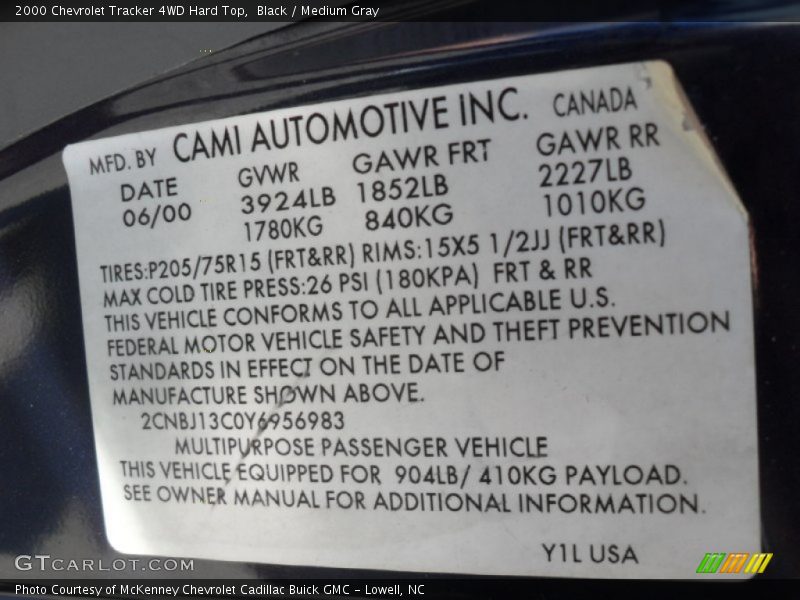 2000 Chevrolet Tracker 4WD Hard Top, Black / Medium Gray
MFD. BY CAMI AUTOMOTIVE INC. CANADA
DATE GVWR GAWR FRT GAWR RR
06/00 3924LB 1852LB 2227LB
1780KG 840KG 1010KG
TIRES:P205/75R15 (FRT&RR) RIMS:15X5 1/2JJ (FRT&RR)
MAX COLD TIRE PRESS:26 PSI (180KPA) FRT & RR
THIS VEHICLE CONFORMS TO ALL APPLICABLE U.S.
FEDERAL MOTOR VEHICLE SAFETY AND THEFT PREVENTION
STANDARDS IN EFFECT ON THE DATE OF
MANUFACTURE SHOWN ABOVE.
2CNBJ13C0Y6956983
MULTIPURPOSE PASSENGER VEHICLE
THIS VEHICLE EQUIPPED FOR 904LB/ 410KG PAYLOAD.
SEE OWNER MANUAL FOR ADDITIONAL INFORMATION.
Y1L USA
GTCARLOT.COM
Photo Courtesy of McKenney Chevrolet Cadillac Buick GMC - Lowell, NC